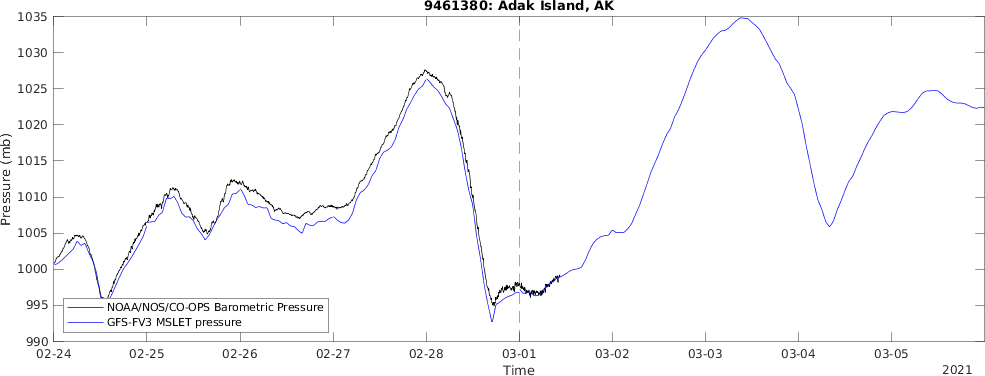 9461380: Adak Island, AK
Pressure (mb)
1035
1030
1025
1020
1015
1010
1005
1000
995
990
NOAA/NOS/CO-OPS Barometric Pressure
GFS-FV3 MSLET pressure
02-24 02-25 02-26 02-27 02-28 03-01 03-02 03-03 03-04 03-05
Time
2021